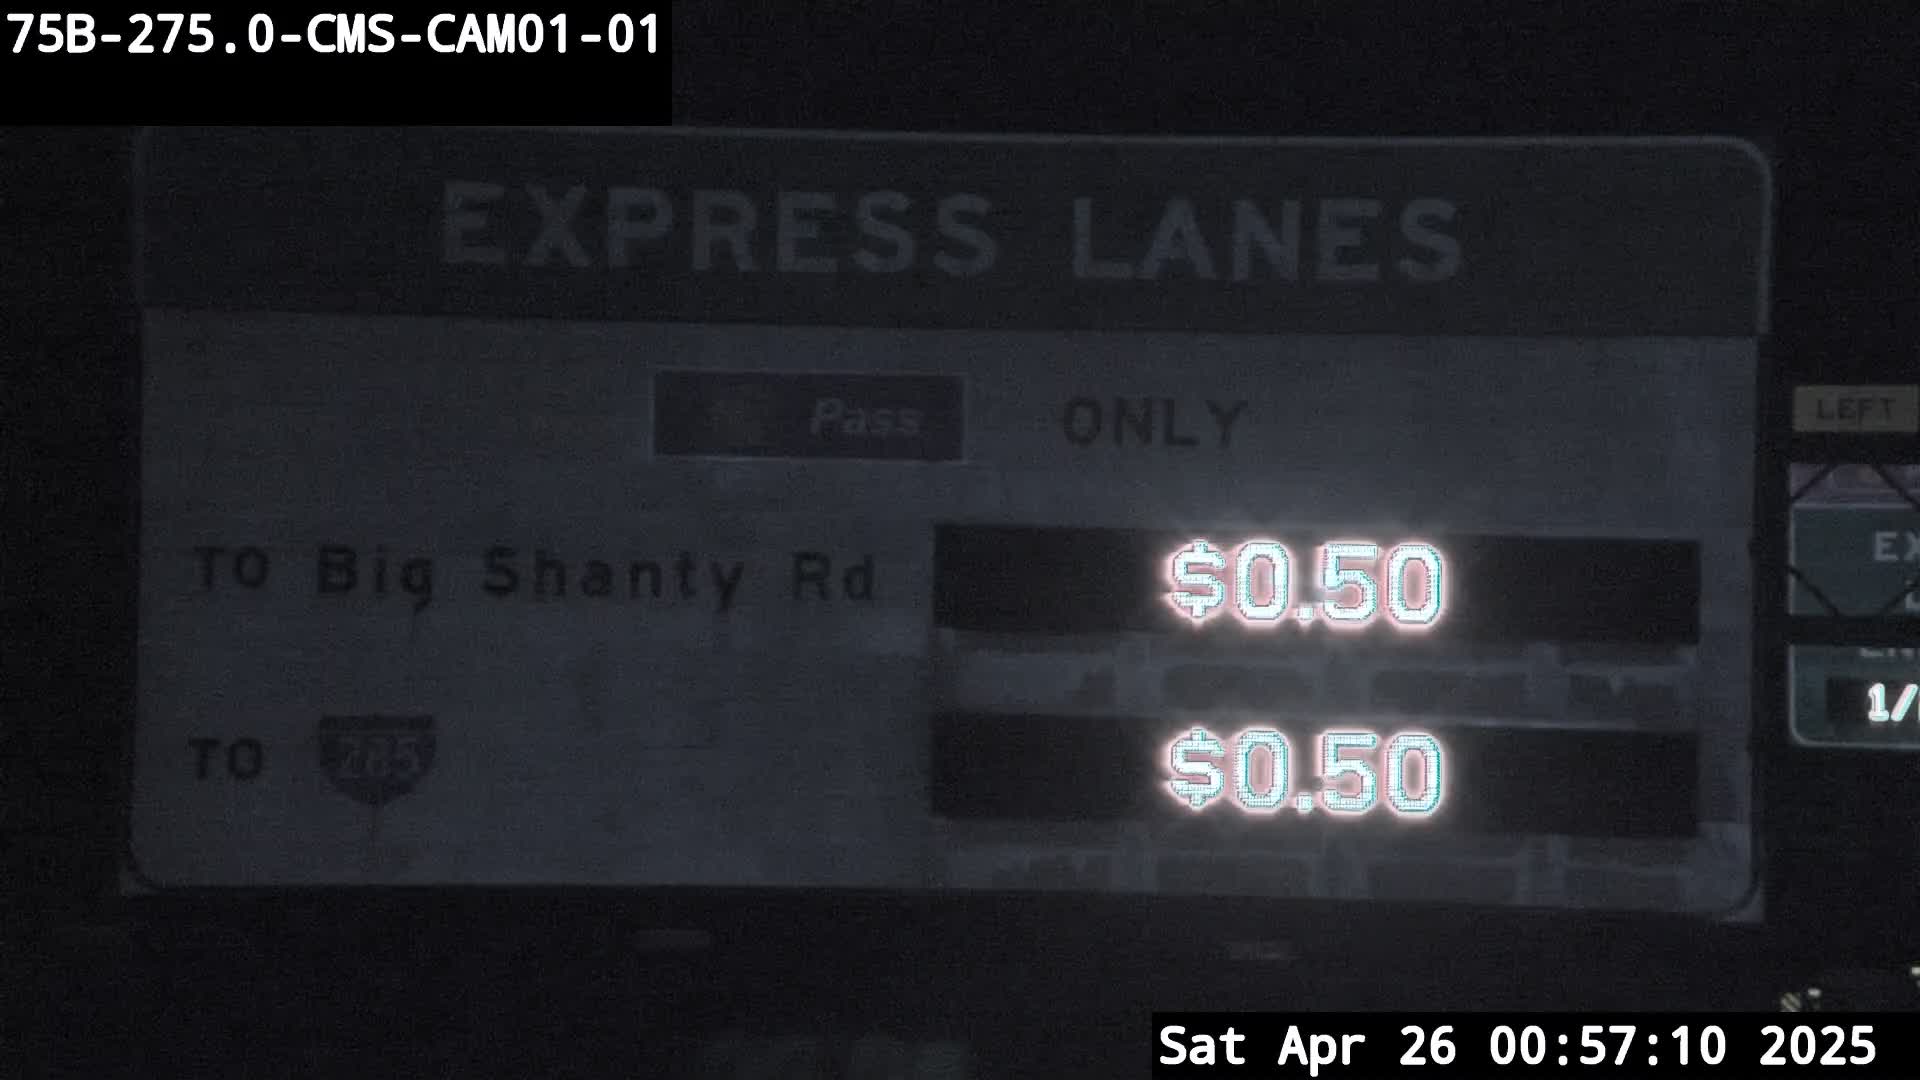 75B-275.0-CMS-CAM01-01
EXPRESS LANES
Pass ONLY
LEFT
TO Big Shanty Rd $0.50
TO 285 $0.50
Sat Apr 26 00:57:10 2025